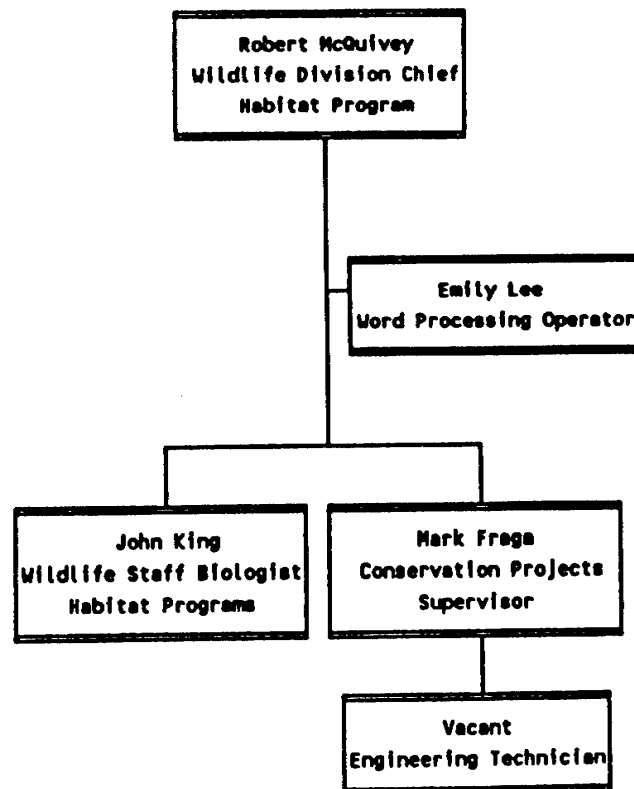 Robert McQuivey
Wildlife Division Chief
Habitat Program
Emily Lee
Word Processing Operator
John King
Wildlife Staff Biologist
Habitat Programs
Mark Fraga
Conservation Projects
Supervisor
Vacant
Engineering Technician